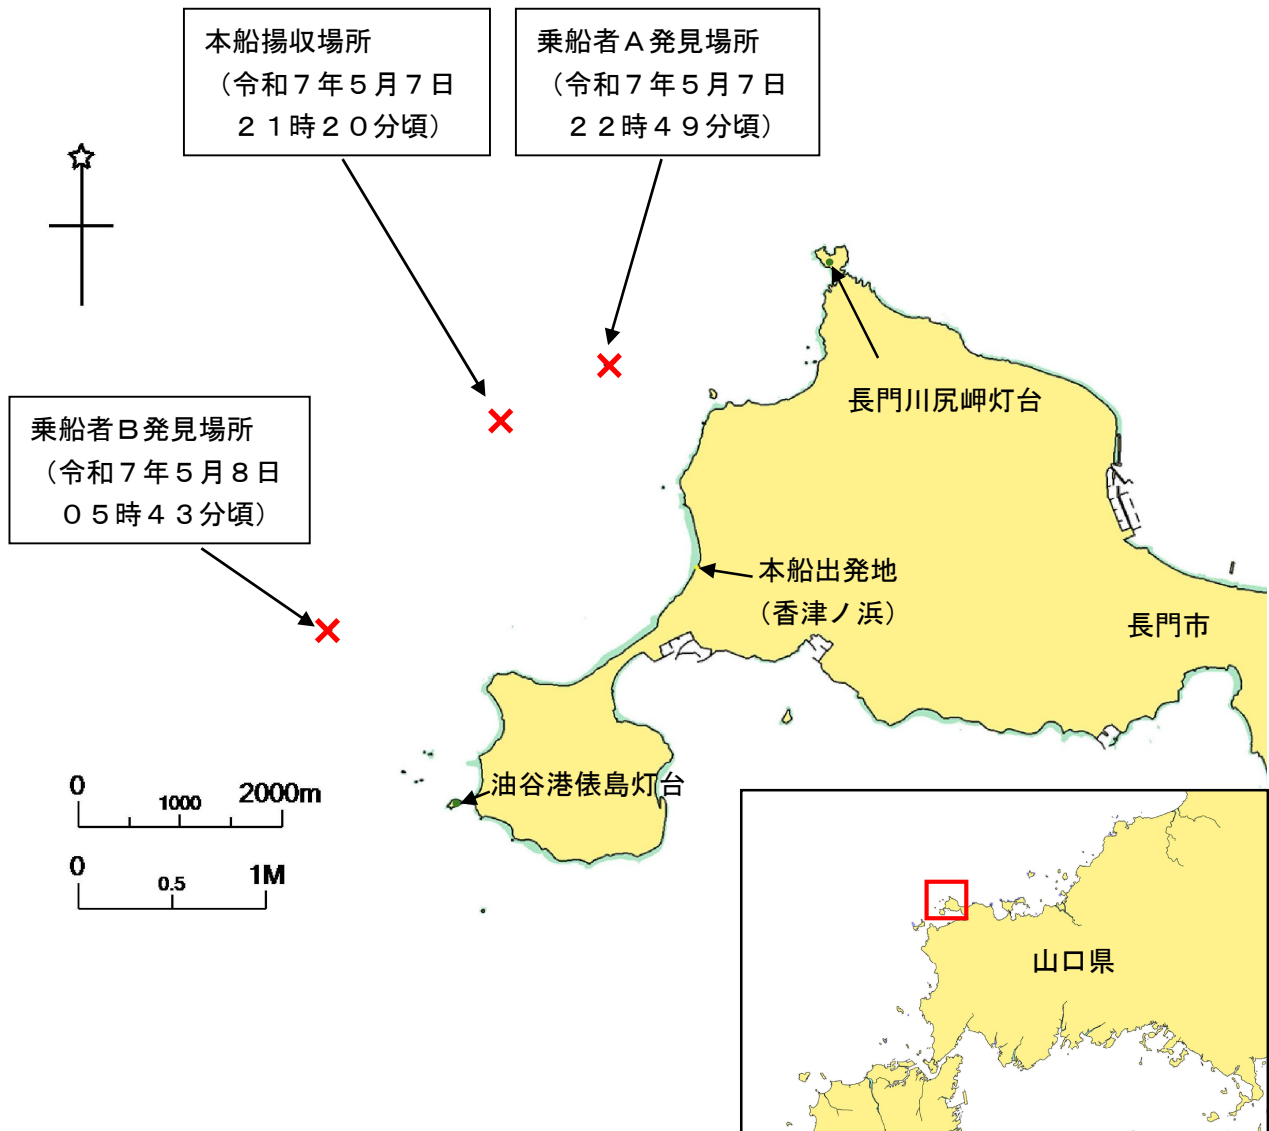 本船揚収場所
（令和７年５月７日
２１時２０分頃）
乗船者Ａ発見場所
（令和７年５月７日
２２時４９分頃）
乗船者Ｂ発見場所
（令和７年５月８日
０５時４３分頃）
長門川尻岬灯台
本船出発地
（香津ノ浜）
長門市
油谷港俵島灯台
0 1000 2000m
0 0.5 1M
山口県